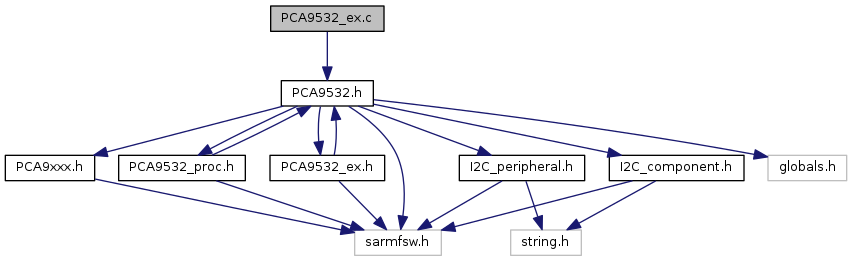 PCA9532_ex.c
PCA9532.h
PCA9xxx.h
PCA9532_proc.h
PCA9532_ex.h
I2C_peripheral.h
I2C_component.h
globals.h
sarmfsw.h
string.h